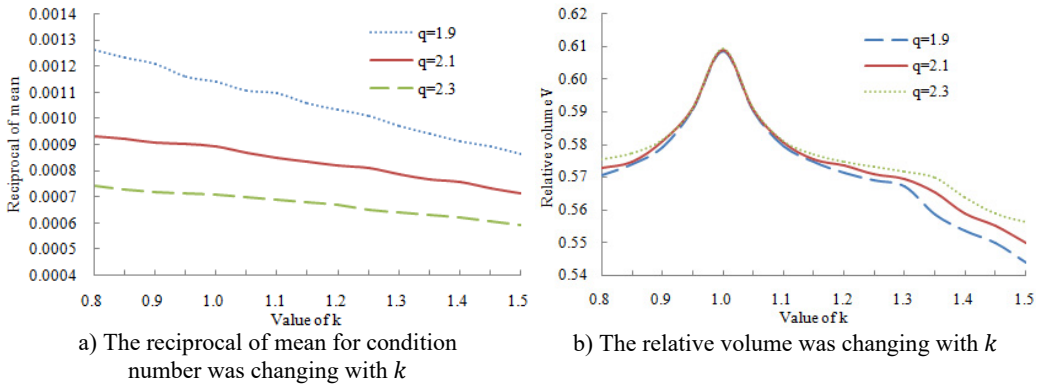 0.0014
0.0013
0.0012
0.0011
0.0010
0.0009
0.0008
0.0007
0.0006
0.0005
0.0004
Reciprocal of mean
q=1.9
q=2.1
q=2.3
0.8 0.9 1.0 1.1 1.2 1.3 1.4 1.5
Value of k
a) The reciprocal of mean for condition
number was changing with k
0.62
0.61
0.60
0.59
0.58
0.57
0.56
0.55
0.54
Relative volume V
q=1.9
q=2.1
q=2.3
0.8 0.9 1.0 1.1 1.2 1.3 1.4 1.5
Value of k
b) The relative volume was changing with k